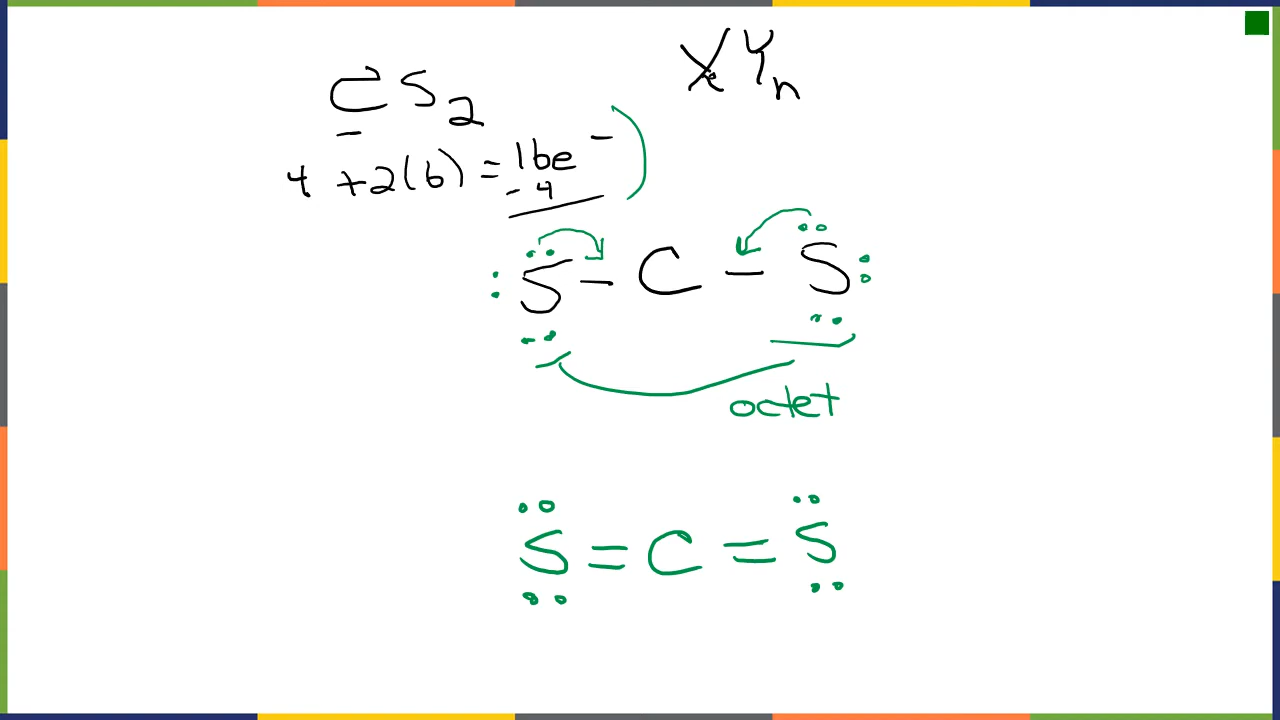 CS2
XYn
4 + 2(6) = 16e-
- 4
S - C - S
octet
S = C = S